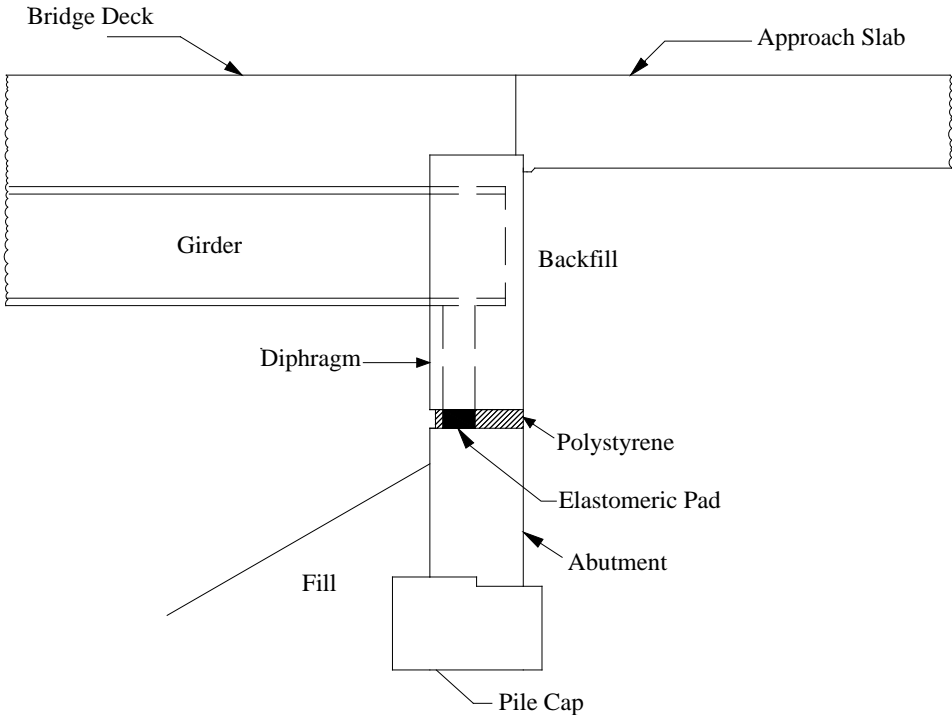 Bridge Deck
Approach Slab
Girder
Backfill
Diphragm
Polystyrene
Elastomeric Pad
Abutment
Fill
Pile Cap